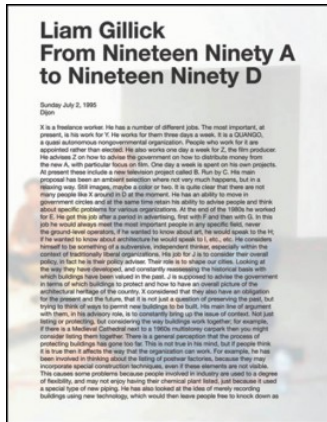 Liam Gillick
From Nineteen Ninety A
to Nineteen Ninety D
Sunday July 2, 1995
Dijon
X is a freelance worker. He has a number of different jobs. The most important, at
present, is his work for Y. He works for them three days a week. It is a QUANGO,
a quasi autonomous nongovernmental organization. People who work for it are
appointed rather than elected. He also works one day a week for Z, the film producer.
He advises Z on how to advise the government on how to distribute money from
the new A, with particular focus on film. One day a week is spent on his own projects.
At present these include a new television project called B. Run by C. His main
proposal has been an ambient selection where not very much happens, but in a
relaxing way. Still images, maybe a color or two. It is quite clear that there are not
many people like X around in D at the moment. He has an ability to move in
government circles and at the same time retain his ability to advise people and think
about specific problems for various organizations. At the end of the 1980s he worked
for E. He got this job after a period in advertising, first with F and then with G. In this
job he would always meet the most important people in any specific field, never
the ground-level operators, if he wanted to know about art, he would speak to the H;
if he wanted to know about architecture he would speak to I, etc., etc. He considers
himself to be something of a subversive, independent thinker, especially within the
context of traditionally liberal organizations. His job for J is to consider their overall
policy, in fact he is their policy adviser. Their role is to shape our cities. Looking at
the way they have developed, and constantly reassessing the historical basis with
which buildings have been valued in the past. J is supposed to advise the government
in terms of which buildings to protect and how to have an overall picture of the
architectural heritage of the country. X considered that they also have an obligation
for the present and the future, that it is not just a question of preserving the past, but
trying to think of ways to permit new buildings to be built. His main line of argument
with them, in his advisory role, is to constantly bring up the issue of context. Not just
listing or protecting, but considering the way buildings work together; for example,
if there is a Medieval Cathedral next to a 1960s multistorey carpark then you might
consider listing them together. There is a general perception that the process of
protecting buildings has gone too far. This is not true in his mind, but if people think
it is true then it affects the way that the organization can work. For example, he has
been involved in thinking about the listing of postwar factories, because they may
incorporate special construction techniques, even if these elements are not visible.
This causes some problems because people involved in industry are used to a degree
of flexibility, and may not enjoy having their chemical plant listed, just because it used
a special type of new piping. He has also looked at the idea of merely recording
buildings using new technology, which would then leave people free to knock down as